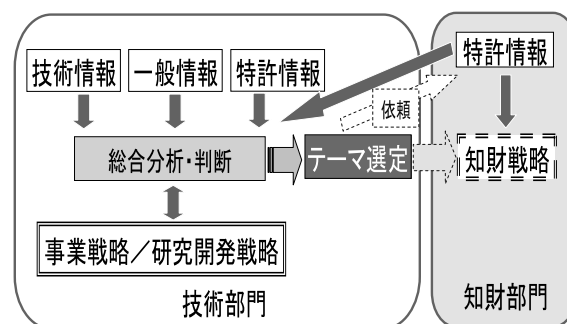 技術情報
一般情報
特許情報
特許情報
依頼
総合分析・判断
テーマ選定
知財戦略
事業戦略／研究開発戦略
技術部門
知財部門